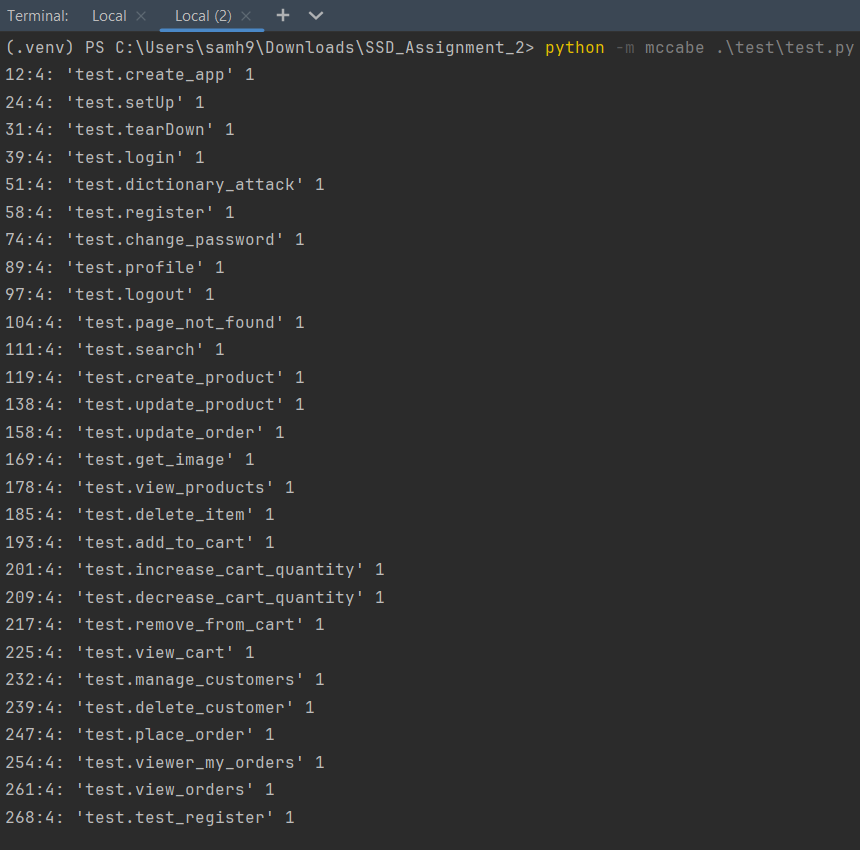 Terminal: Local × Local (2) × +
(.venv) PS C:\Users\samh9\Downloads\SSD_Assignment_2> python -m mccabe .\test\test.py
12:4: 'test.create_app' 1
24:4: 'test.setUp' 1
31:4: 'test.tearDown' 1
39:4: 'test.login' 1
51:4: 'test.dictionary_attack' 1
58:4: 'test.register' 1
74:4: 'test.change_password' 1
89:4: 'test.profile' 1
97:4: 'test.logout' 1
104:4: 'test.page_not_found' 1
111:4: 'test.search' 1
119:4: 'test.create_product' 1
138:4: 'test.update_product' 1
158:4: 'test.update_order' 1
169:4: 'test.get_image' 1
178:4: 'test.view_products' 1
185:4: 'test.delete_item' 1
193:4: 'test.add_to_cart' 1
201:4: 'test.increase_cart_quantity' 1
209:4: 'test.decrease_cart_quantity' 1
217:4: 'test.remove_from_cart' 1
225:4: 'test.view_cart' 1
232:4: 'test.manage_customers' 1
239:4: 'test.delete_customer' 1
247:4: 'test.place_order' 1
254:4: 'test.viewer_my_orders' 1
261:4: 'test.view_orders' 1
268:4: 'test.test_register' 1